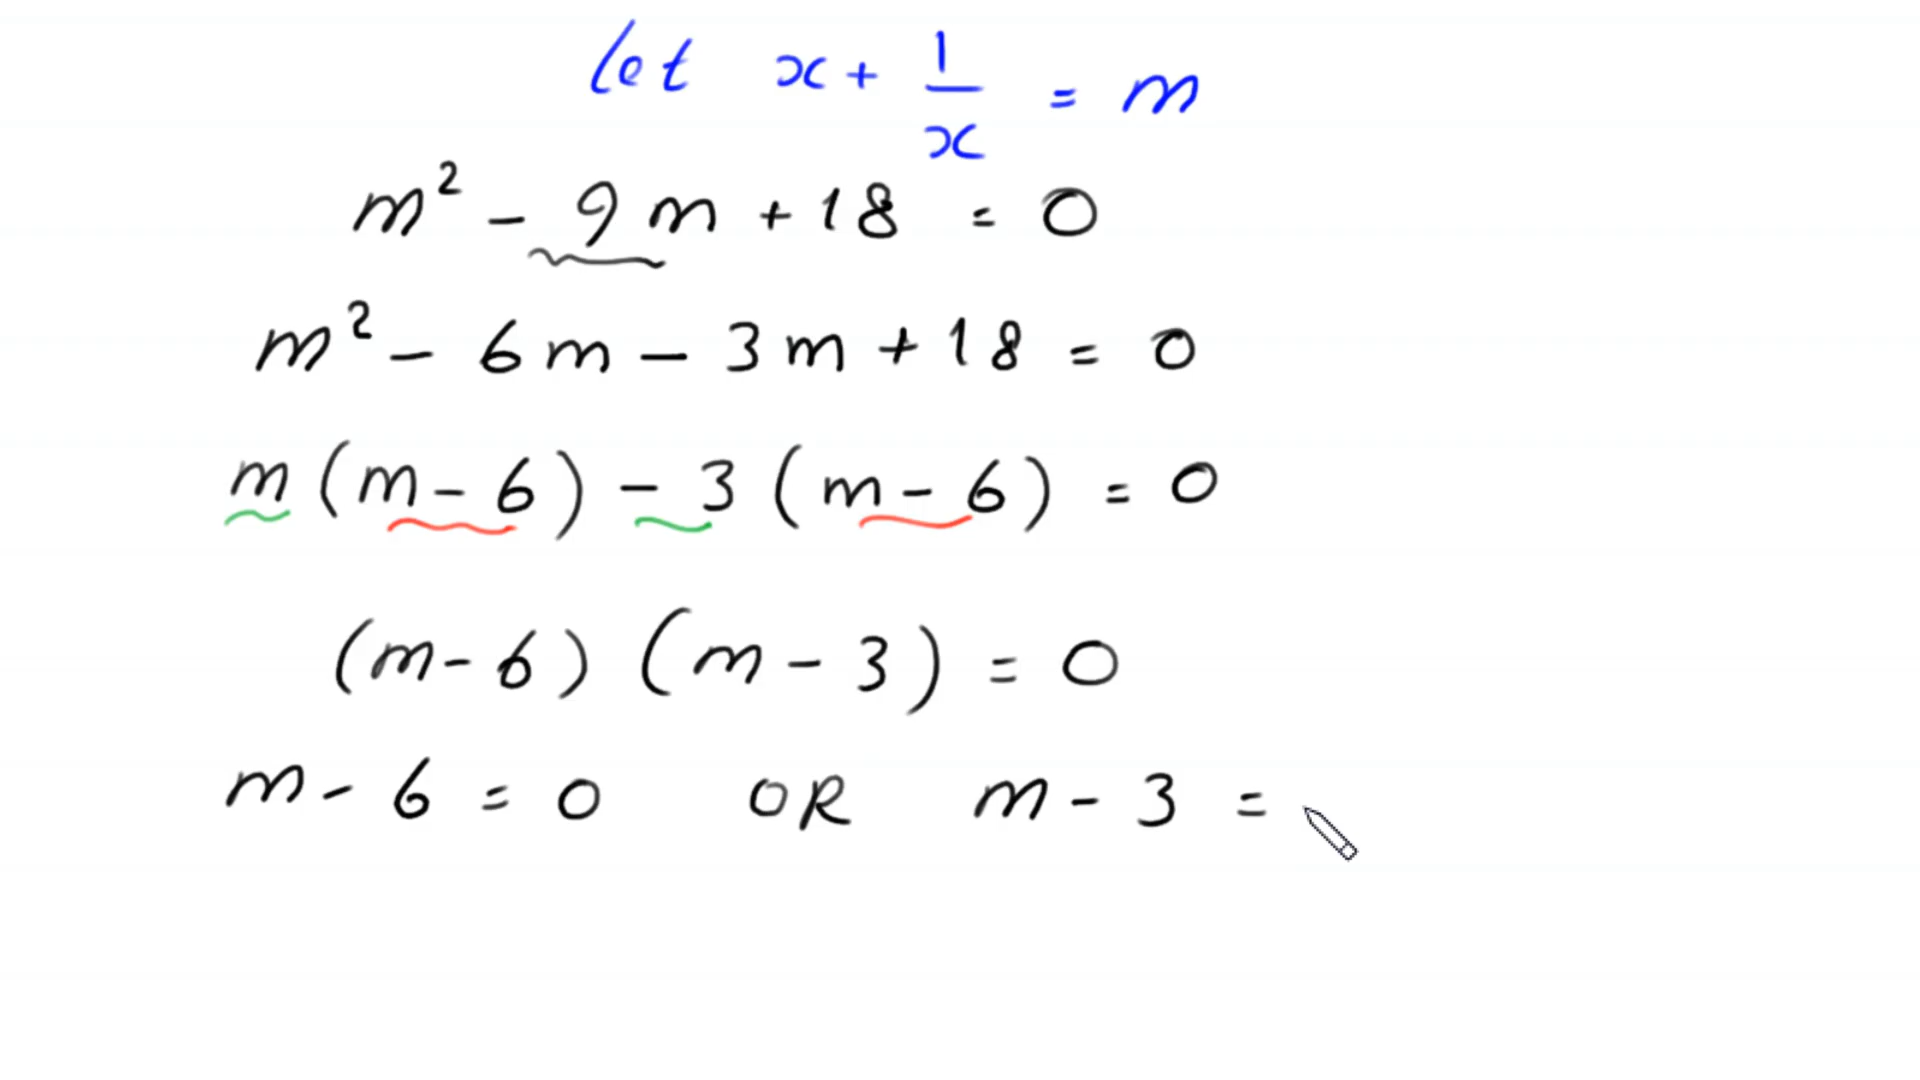 let x + 1/x = m
m² - 9m + 18 = 0
m² - 6m - 3m + 18 = 0
m(m - 6) - 3(m - 6) = 0
(m - 6)(m - 3) = 0
m - 6 = 0 OR m - 3 =